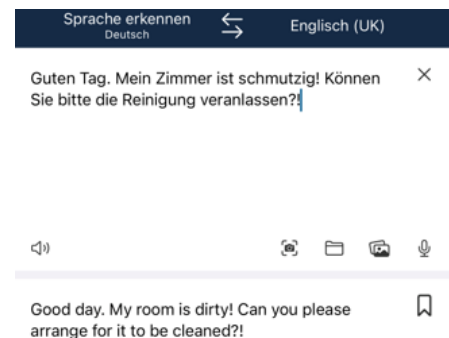 Sprache erkennen
Deutsch
Englisch (UK)
Guten Tag. Mein Zimmer ist schmutzig! Können
Sie bitte die Reinigung veranlassen?!
Good day. My room is dirty! Can you please
arrange for it to be cleaned?!